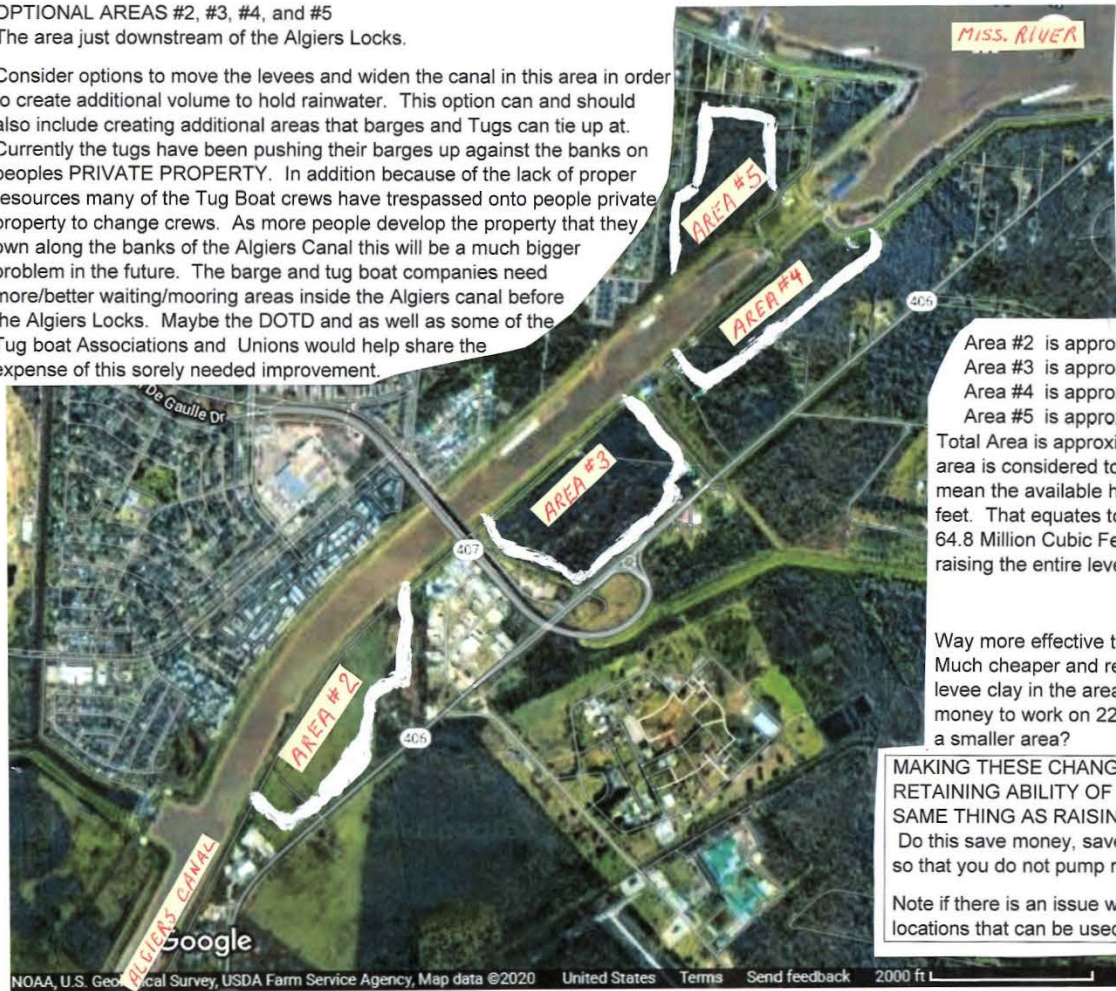 OPTIONAL AREAS #2, #3, #4, and #5
The area just downstream of the Algiers Locks.
Consider options to move the levees and widen the canal in this area in order
to create additional volume to hold rainwater. This option can and should
also include creating additional areas that barges and Tugs can tie up at.
Currently the tugs have been pushing their barges up against the banks on
peoples PRIVATE PROPERTY. In addition because of the lack of proper
resources many of the Tug Boat crews have trespassed onto people private
property to change crews. As more people develop the property that they
own along the banks of the Algiers Canal this will be a much bigger
problem in the future. The barge and tug boat companies need
more/better waiting/mooring areas inside the Algiers canal before
the Algiers Locks. Maybe the DOTD and as well as some of the
Tug boat Associations and Unions would help share the
expense of this sorely needed improvement.
MISS. RIVER
AREA #5
AREA #4
406
De Gaulle Dr
AREA #3
407
AREA #2
406
ALGIERS CANAL
Area #2 is appro
Area #3 is appro
Area #4 is appro
Area #5 is appro
Total Area is approxi
area is considered to
mean the available h
feet. That equates to
64.8 Million Cubic Fe
raising the entire leve
Way more effective t
Much cheaper and re
levee clay in the area
money to work on 22
a smaller area?
MAKING THESE CHANG
RETAINING ABILITY OF
SAME THING AS RAISIN
Do this save money, save
so that you do not pump r
Note if there is an issue w
locations that can be used
Google
NOAA, U.S. Geological Survey, USDA Farm Service Agency, Map data ©2020 United States Terms Send feedback 2000 ft